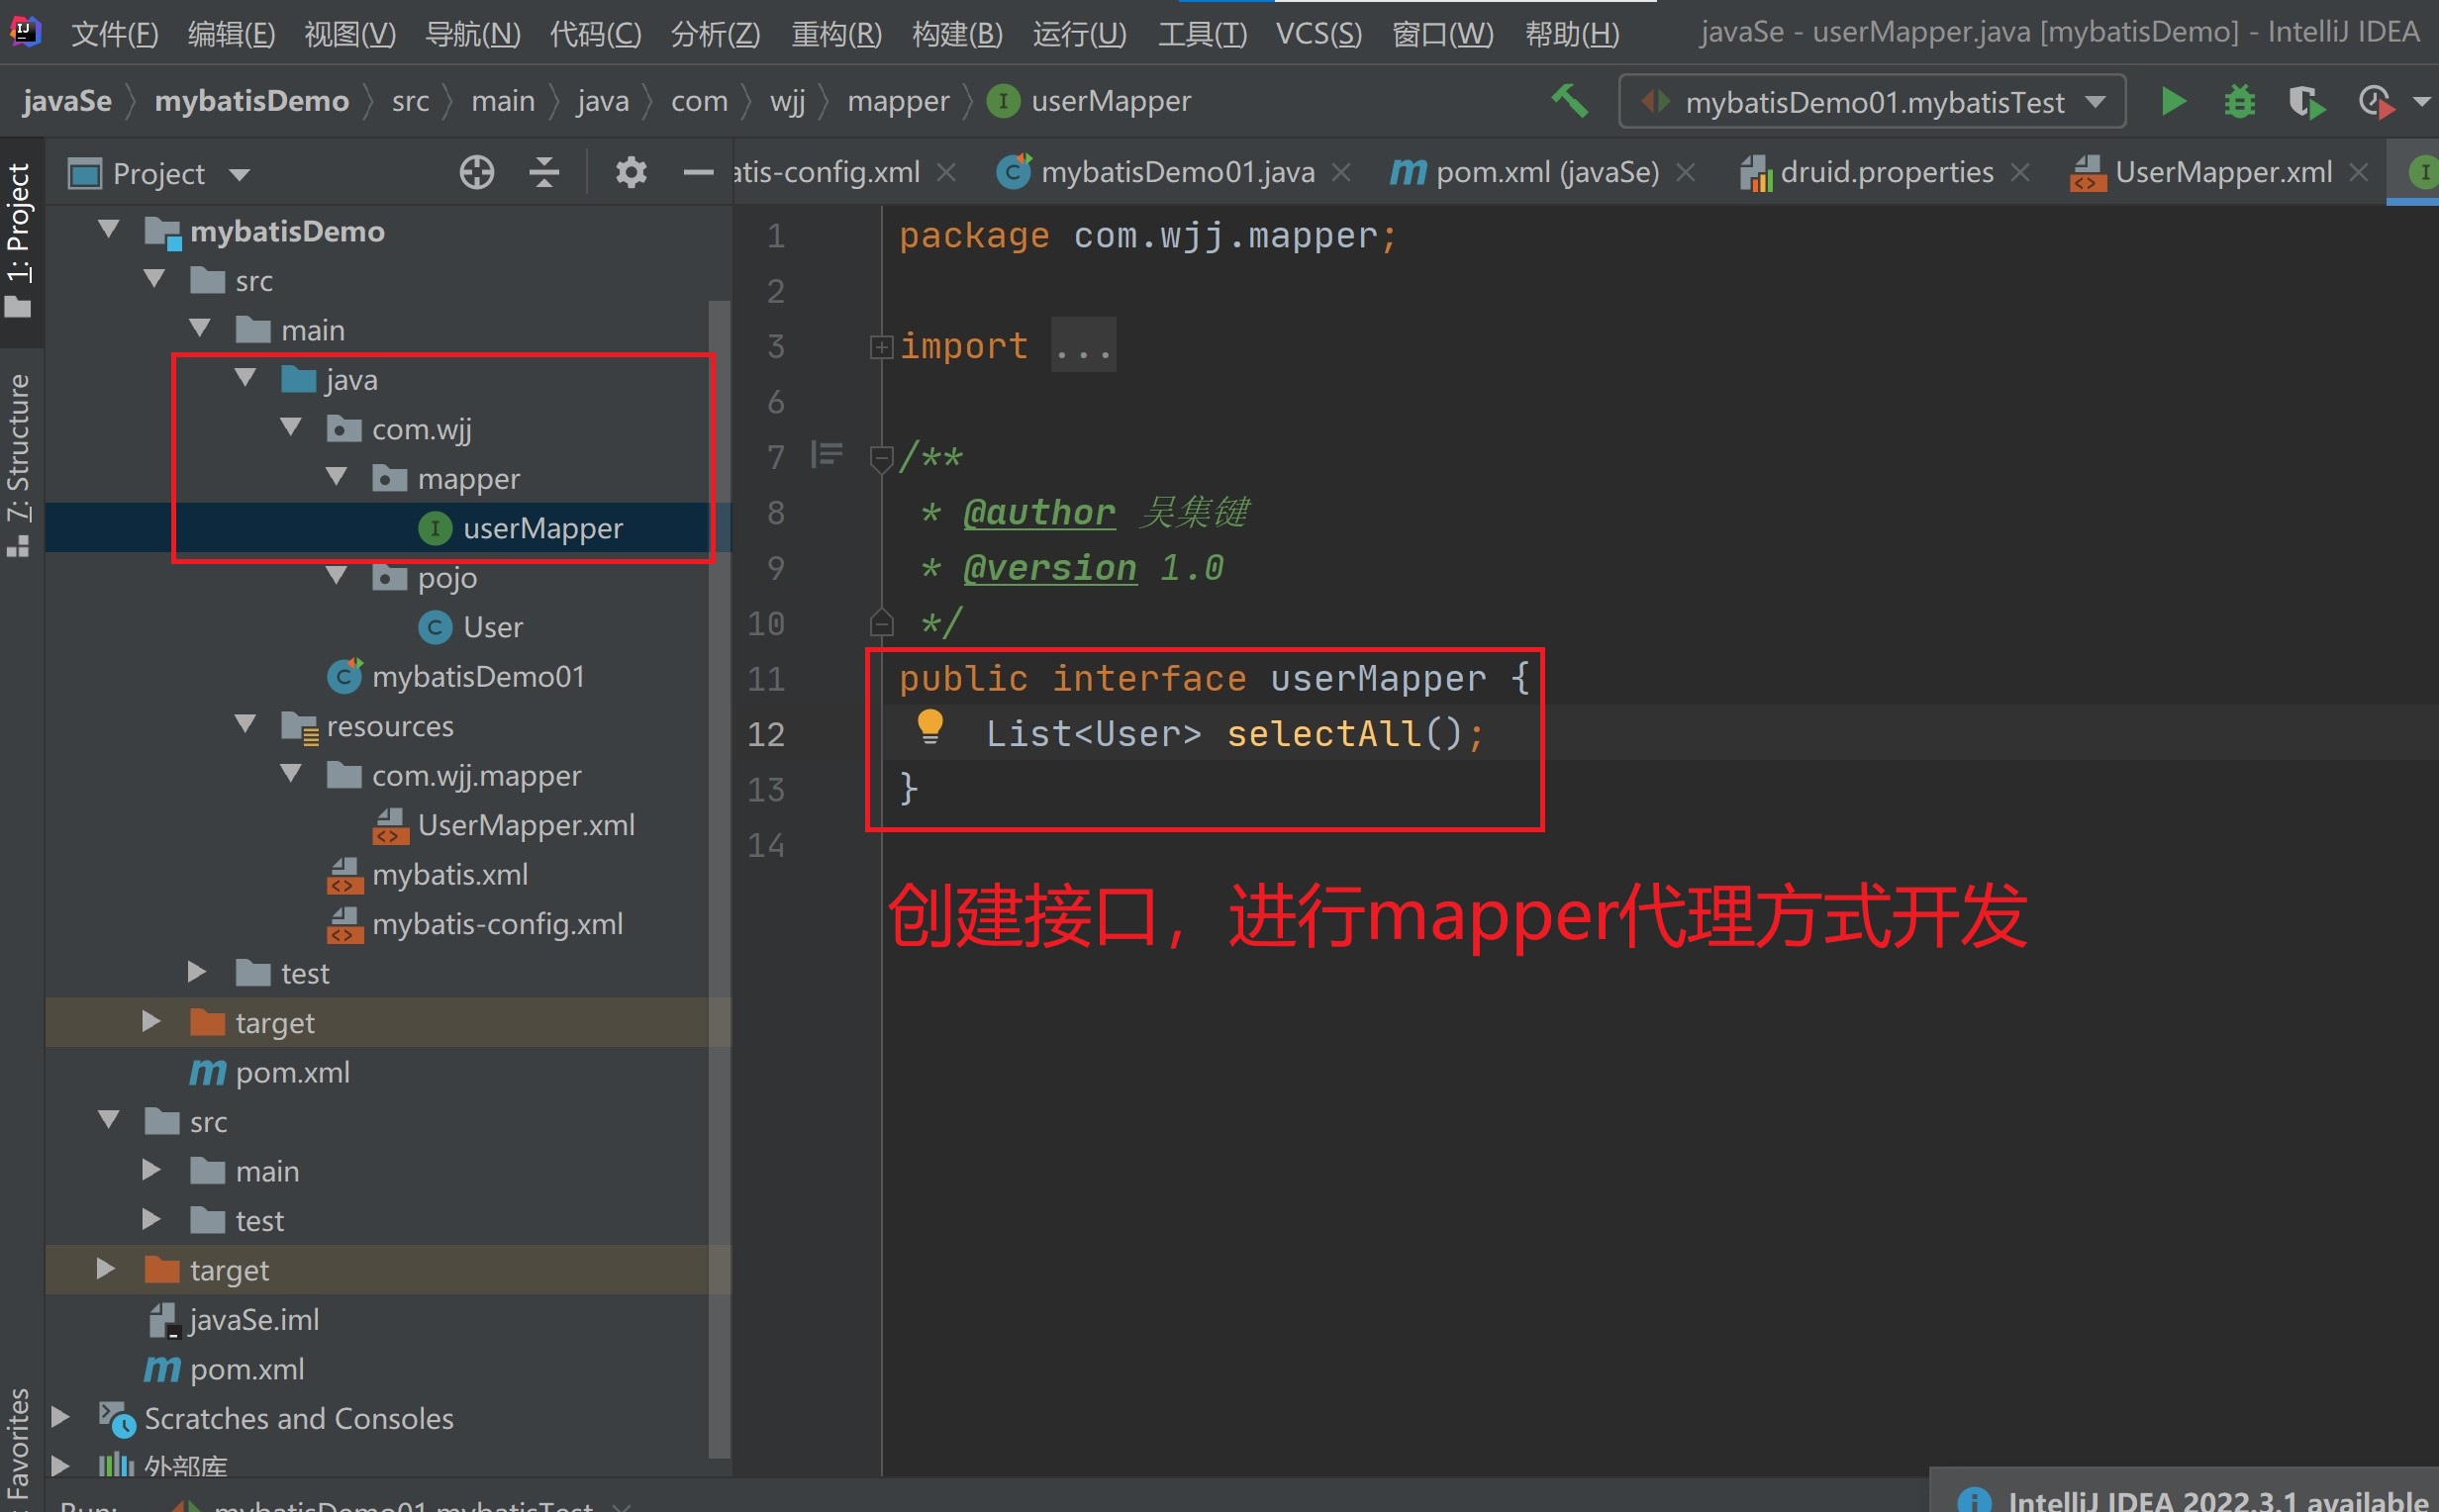 文件(F) 编辑(E) 视图(V) 导航(N) 代码(C) 分析(Z) 重构(R) 构建(B) 运行(U) 工具(T) VCS(S) 窗口(W) 帮助(H) javaSe - userMapper.java [mybatisDemo] - IntelliJ IDEA
javaSe mybatisDemo src main java com wjj mapper userMapper mybatisDemo01.mybatisTest
Project atis-config.xml mybatisDemo01.java pom.xml (javaSe) druid.properties UserMapper.xml
1: Project
7: Structure
Favorites
mybatisDemo
src
main
java
com.wjj
mapper
userMapper
pojo
User
mybatisDemo01
resources
com.wjj.mapper
UserMapper.xml
mybatis.xml
mybatis-config.xml
test
target
pom.xml
src
main
test
target
javaSe.iml
pom.xml
Scratches and Consoles
外部库
1 package com.wjj.mapper;
2
3 import ...
6
7 /**
8 * @author 吴集键
9 * @version 1.0
10 */
11 public interface userMapper {
12 List<User> selectAll();
13 }
14
创建接口，进行mapper代理方式开发
Run: mybatisDemo01.mybatisTest
IntelliJ IDEA 2022.3.1 available